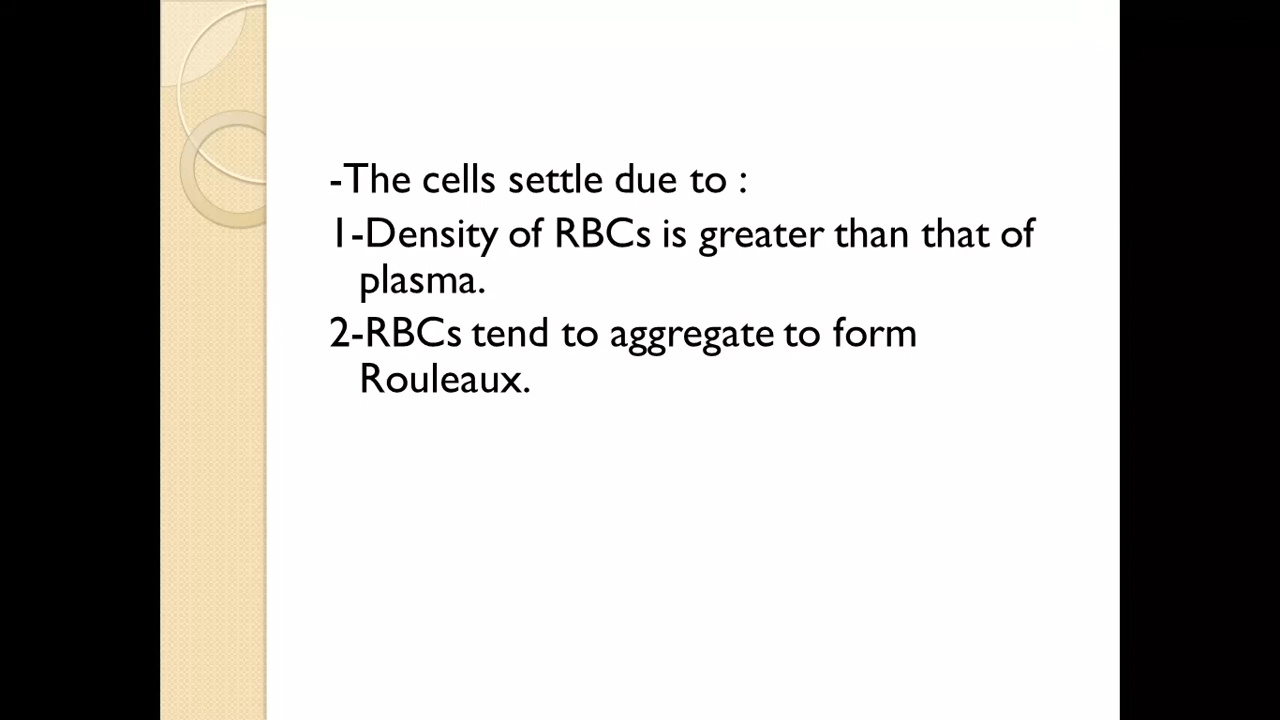 -The cells settle due to :
1-Density of RBCs is greater than that of
plasma.
2-RBCs tend to aggregate to form
Rouleaux.